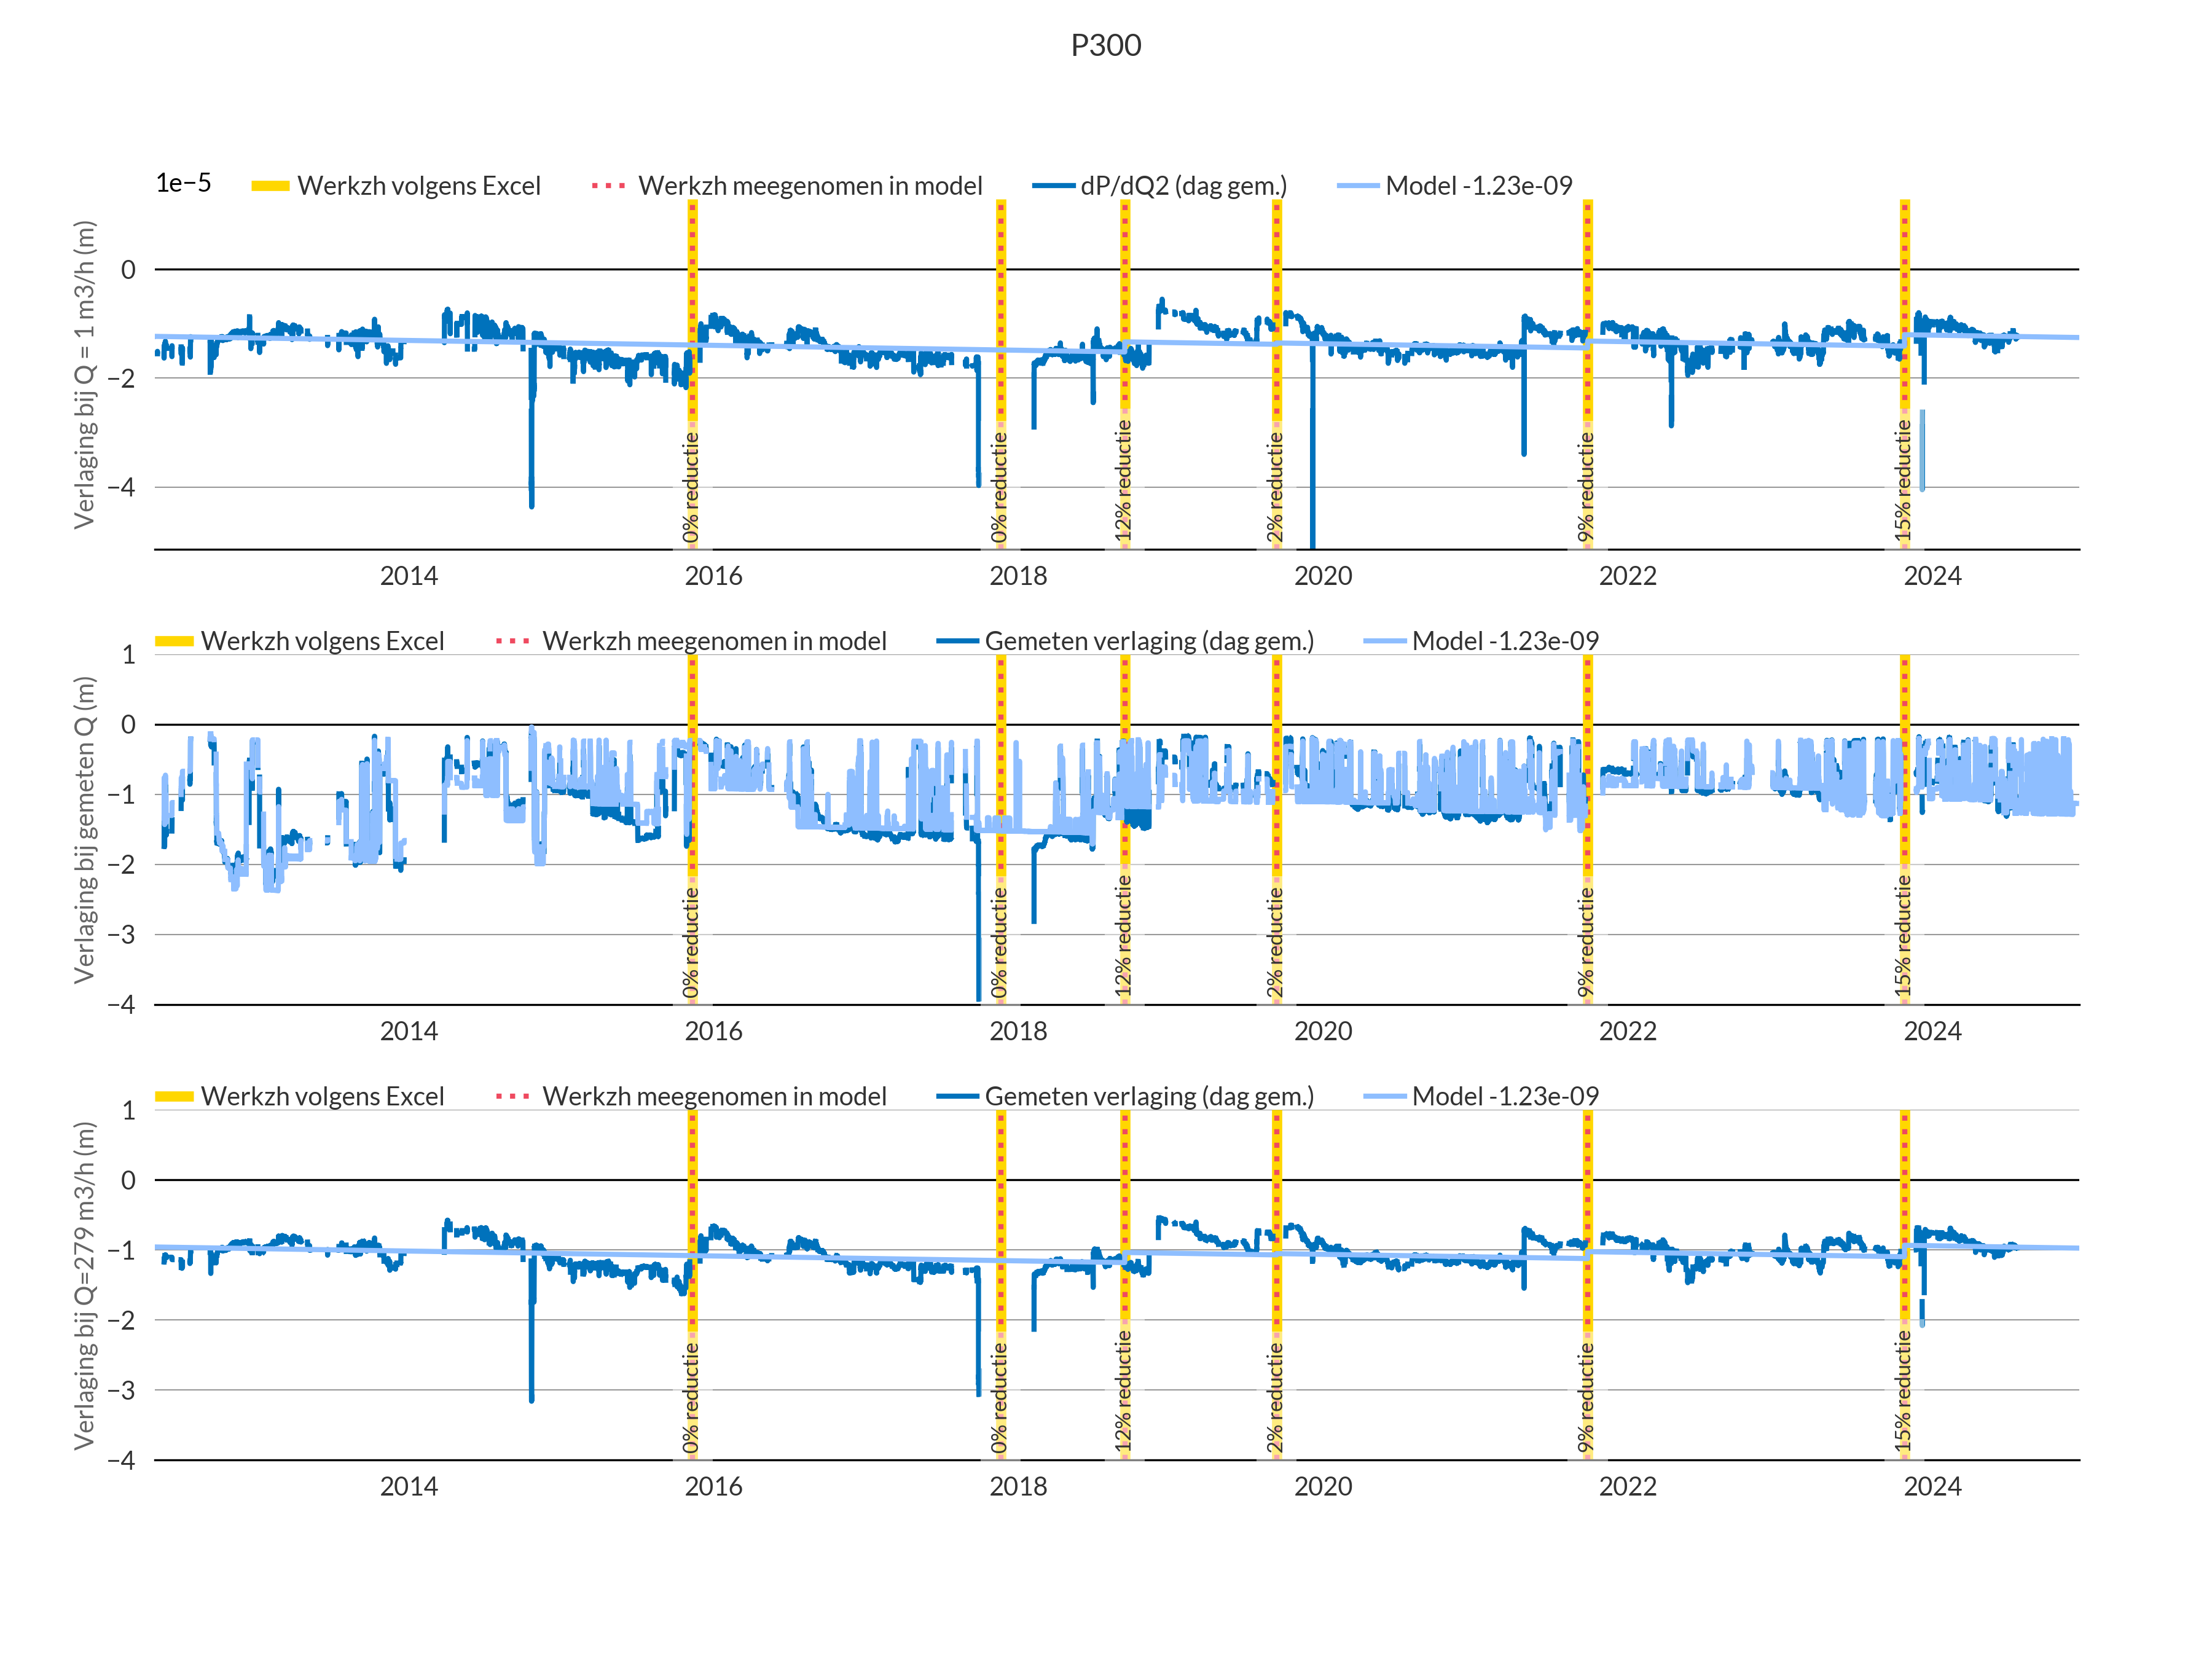 P300
1e−5
Werkzh volgens Excel
Werkzh meegenomen in model
dP/dQ2 (dag gem.)
Model -1.23e-09
Verlaging bij Q = 1 m3/h (m)
0
−2
−4
0% reductie
0% reductie
12% reductie
2% reductie
9% reductie
15% reductie
2014 2016 2018 2020 2022 2024
Werkzh volgens Excel
Werkzh meegenomen in model
Gemeten verlaging (dag gem.)
Model -1.23e-09
Verlaging bij gemeten Q (m)
1
0
−1
−2
−3
−4
0% reductie
0% reductie
12% reductie
2% reductie
9% reductie
15% reductie
2014 2016 2018 2020 2022 2024
Werkzh volgens Excel
Werkzh meegenomen in model
Gemeten verlaging (dag gem.)
Model -1.23e-09
Verlaging bij Q=279 m3/h (m)
1
0
−1
−2
−3
−4
0% reductie
0% reductie
12% reductie
2% reductie
9% reductie
15% reductie
2014 2016 2018 2020 2022 2024